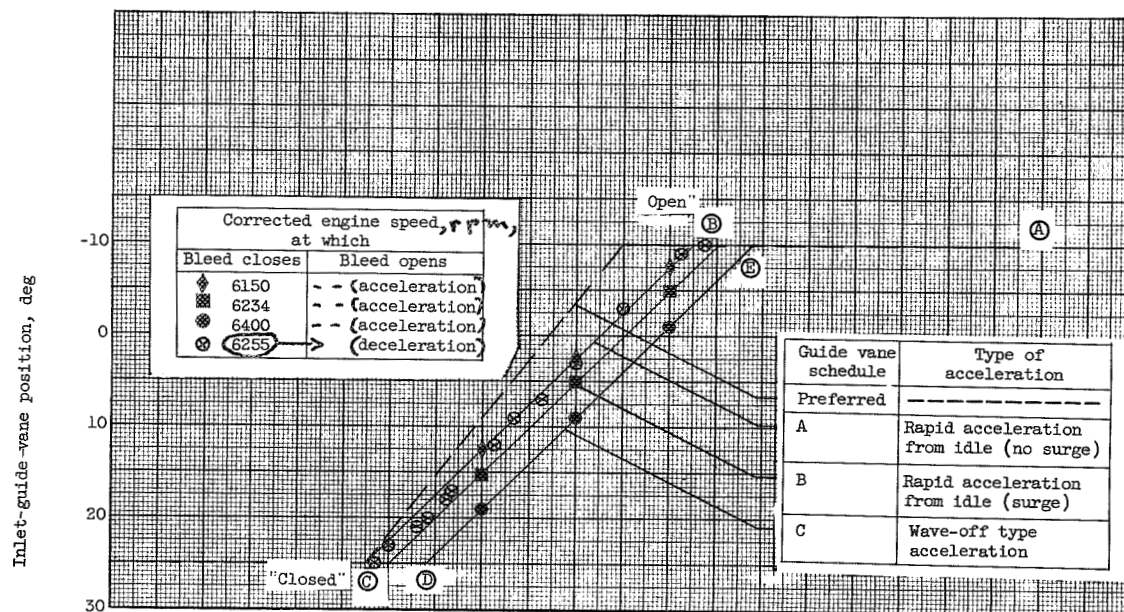 Inlet-guide-vane position, deg
-10
0
10
20
30
Corrected engine speed, rpm,
at which
Bleed closes Bleed opens
6150 -- (acceleration)
6234 -- (acceleration)
6400 -- (acceleration)
6255 (deceleration)
Open"
B
A
E
"Closed"
C
D
Guide vane schedule Type of acceleration
Preferred
A Rapid acceleration
from idle (no surge)
B Rapid acceleration
from idle (surge)
C Wave-off type
acceleration